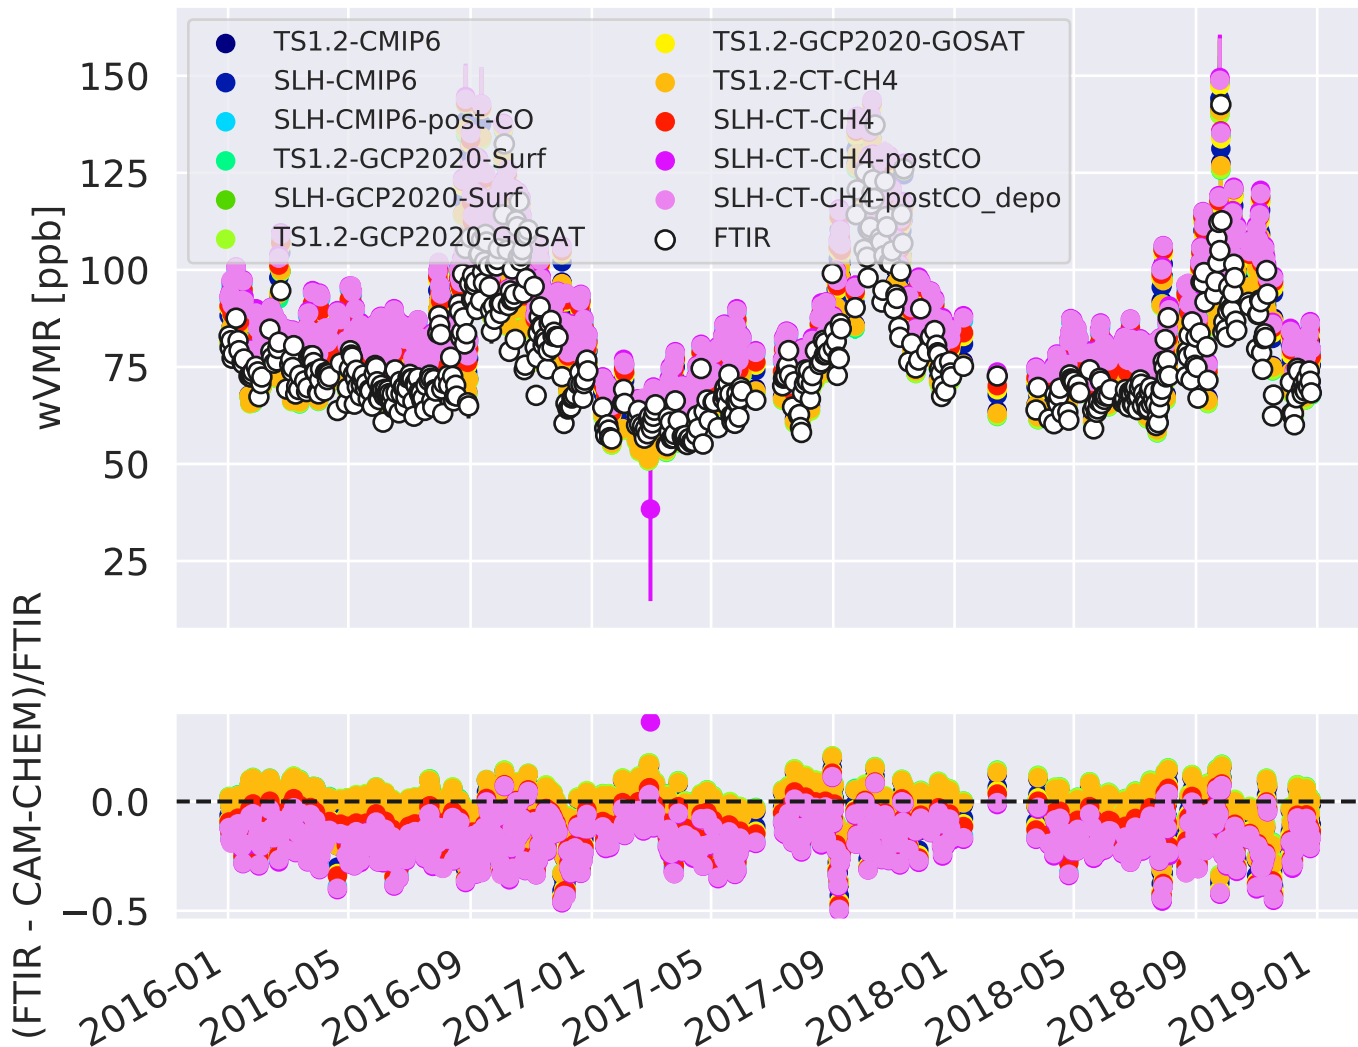 wVMR [ppb]
150
125
100
75
50
25
TS1.2-CMIP6
SLH-CMIP6
SLH-CMIP6-post-CO
TS1.2-GCP2020-Surf
SLH-GCP2020-Surf
TS1.2-GCP2020-GOSAT
TS1.2-GCP2020-GOSAT
TS1.2-CT-CH4
SLH-CT-CH4
SLH-CT-CH4-postCO
SLH-CT-CH4-postCO_depo
FTIR
(FTIR - CAM-CHEM)/FTIR
0.0
−0.5
2016-01
2016-05
2016-09
2017-01
2017-05
2017-09
2018-01
2018-05
2018-09
2019-01